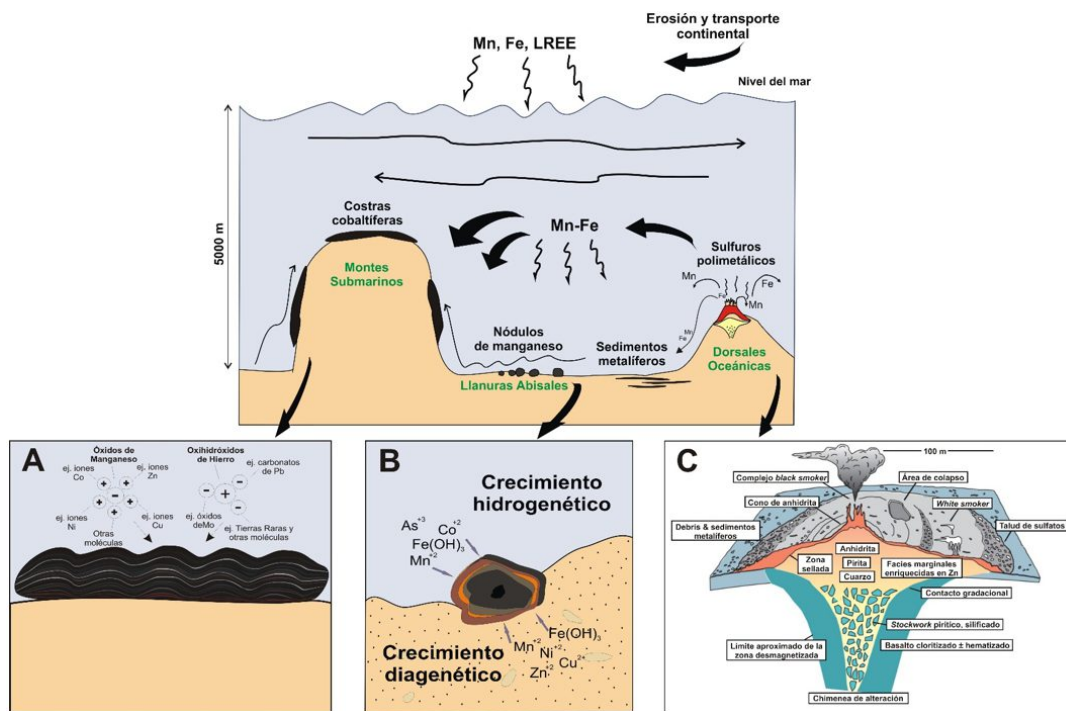 Erosión y transporte
continental
Mn, Fe, LREE
Nivel del mar
5000 m
Costras
cobaltíferas
Mn-Fe
Sulfuros
polimetálicos
Montes
Submarinos
Mn
Fe
Fe
Mn
Mn
Fe
Nódulos
de manganeso
Sedimentos
metalíferos
Dorsales
Oceánicas
Llanuras Abisales
A
Óxidos de
Manganeso
Oxihidróxidos
de Hierro
ej. iones
Co
ej. iones
Zn
ej. carbonatos
de Pb
ej. iones
Ni
Otras
moléculas
ej. iones
Cu
ej. óxidos
deMo
ej. Tierras Raras y
otras moléculas
+ + - + +
- - + - -
B
Crecimiento
hidrogenético
As+3
Co+2
Fe(OH)3
Mn+2
Fe(OH)3
Mn+2
Ni+2
Cu2+
Zn+2
Crecimiento
diagenético
C
100 m
Complejo black smoker
Área de colapso
Cono de anhidrita
White smoker
Debris & sedimentos
metalíferos
Talud de sulfatos
Zona
sellada
Anhidrita
Pirita
Cuarzo
Facies marginales
enriquecidas en Zn
Contacto gradacional
Stockwork pirítico, silificado
Límite aproximado de la
zona desmagnetizada
Basalto cloritizado ± hematizado
Chimenea de alteración